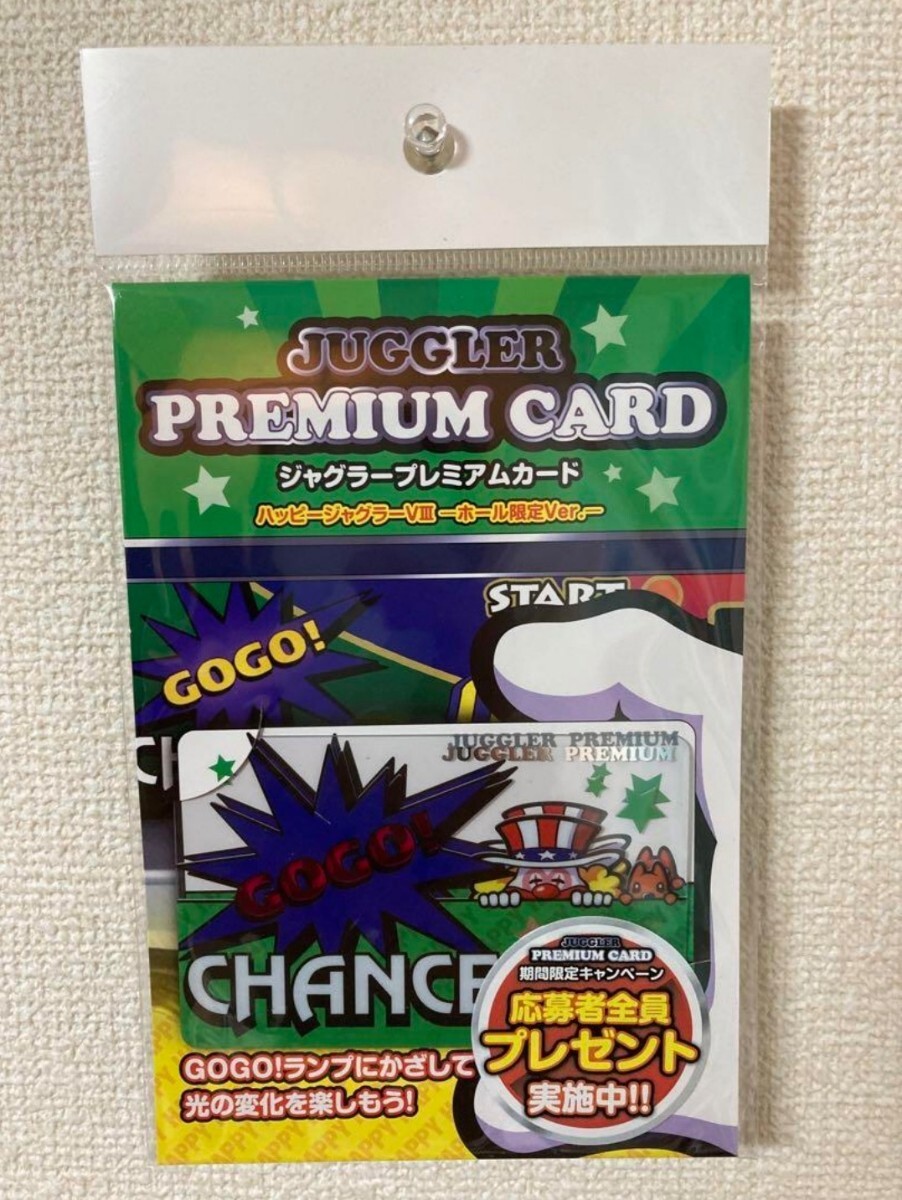 JUGGLER
PREMIUM CARD
ジャグラープレミアムカード
ハッピージャグラーVⅢ ーホール限定Ver.ー
START
GOGO!
CH
JUGGLER PREMIUM
JUGGLER PREMIUM
GOGO!
CHANCE
JUGGLER
PREMIUM CARD
期間限定キャンペーン
応募者全員
プレゼント
実施中!!
GOGO!ランプにかざして
光の変化を楽しもう!